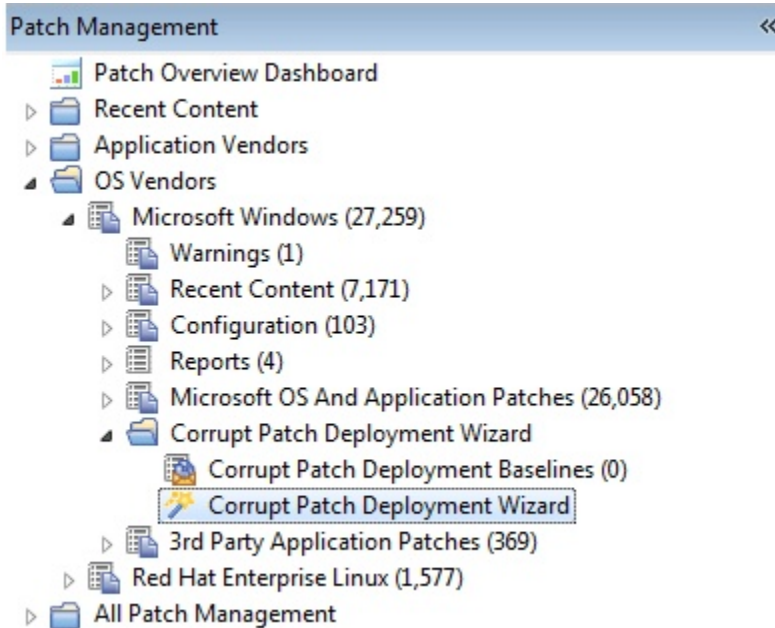 Patch Management
Patch Overview Dashboard
Recent Content
Application Vendors
OS Vendors
Microsoft Windows (27,259)
Warnings (1)
Recent Content (7,171)
Configuration (103)
Reports (4)
Microsoft OS And Application Patches (26,058)
Corrupt Patch Deployment Wizard
Corrupt Patch Deployment Baselines (0)
Corrupt Patch Deployment Wizard
3rd Party Application Patches (369)
Red Hat Enterprise Linux (1,577)
All Patch Management